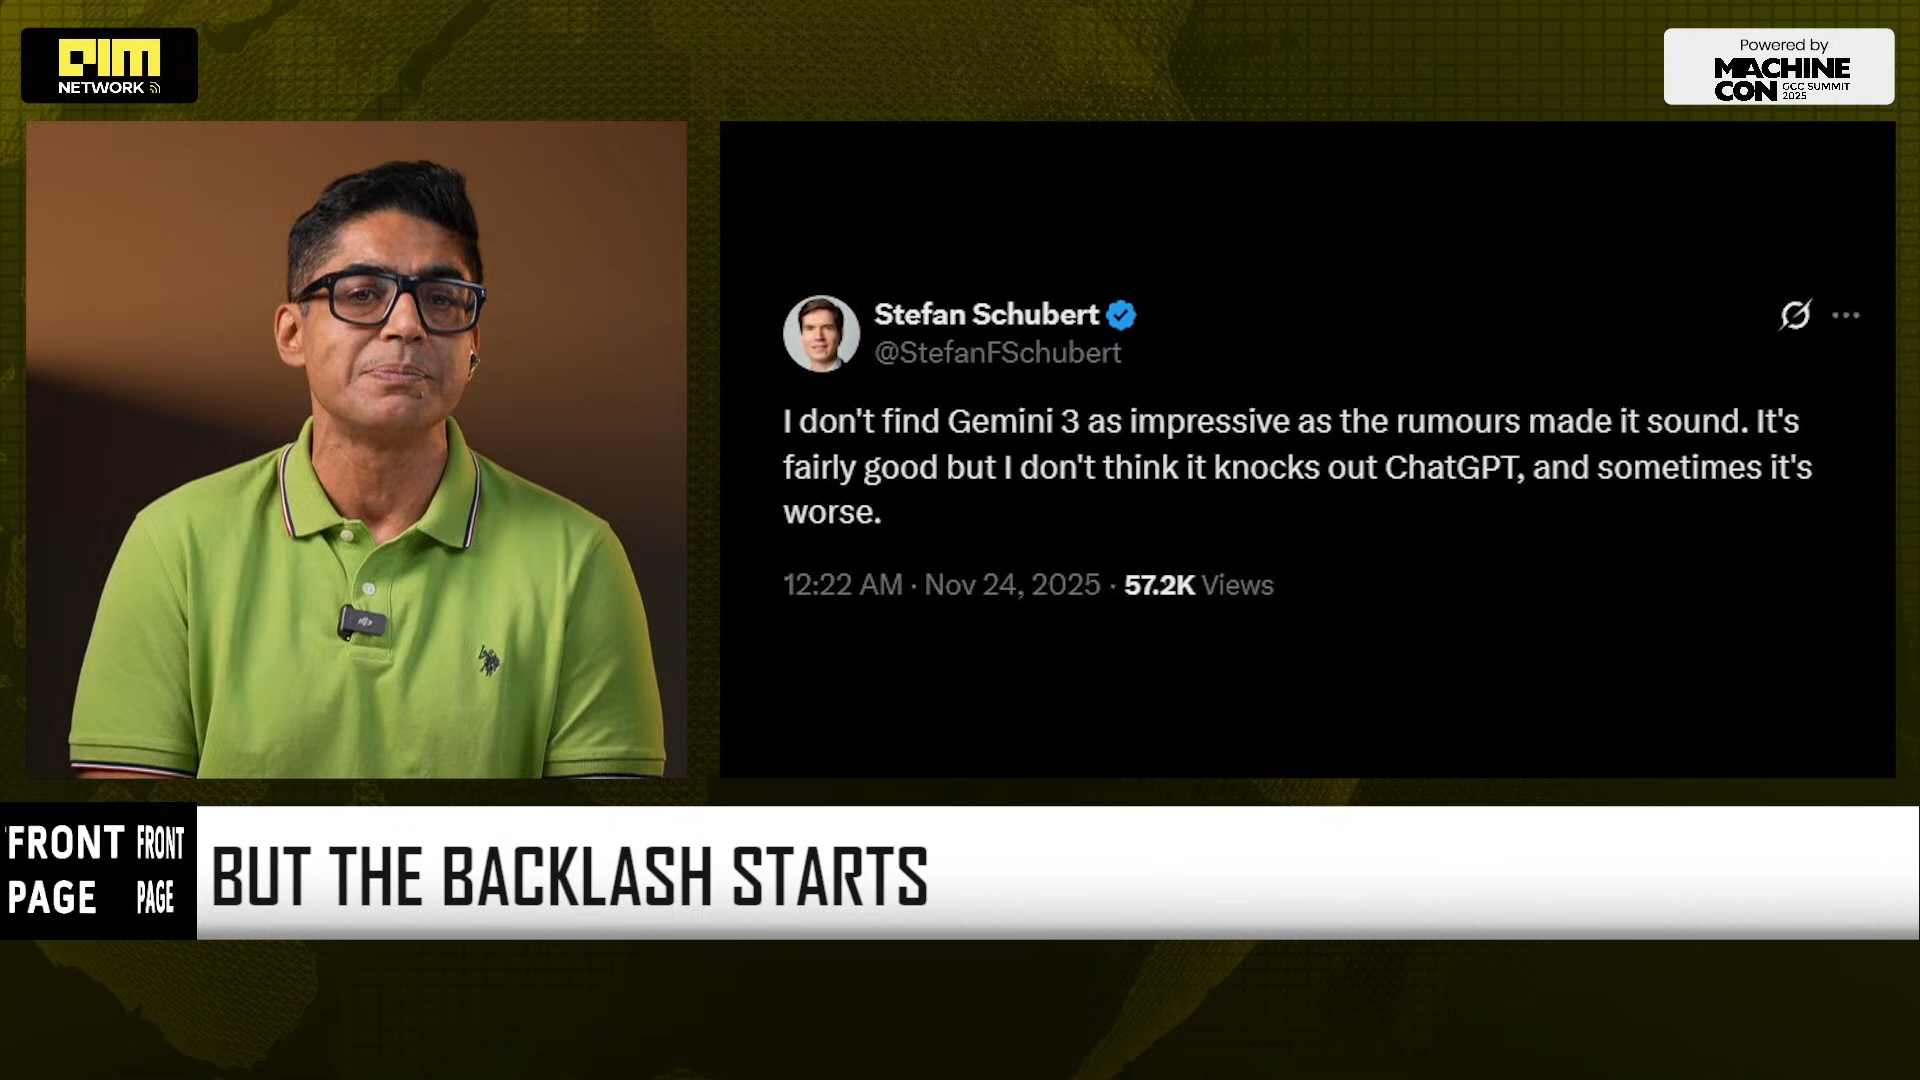 AIM
NETWORK
Powered by
MACHINE
CON GCC SUMMIT
2025
Stefan Schubert
@StefanFSchubert
I don't find Gemini 3 as impressive as the rumours made it sound. It's
fairly good but I don't think it knocks out ChatGPT, and sometimes it's
worse.
12:22 AM · Nov 24, 2025 · 57.2K Views
dji
FRONT FRONT
PAGE PAGE
BUT THE BACKLASH STARTS